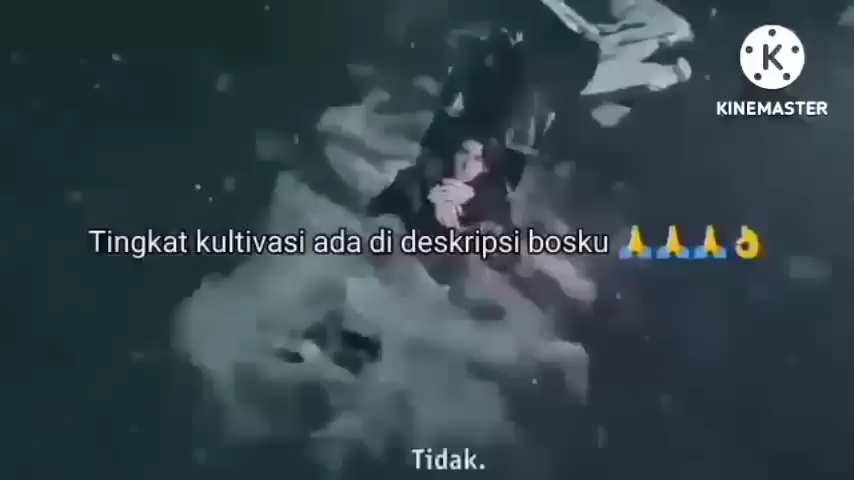 KINEMASTER
Tingkat kultivasi ada di deskripsi bosku 🙏🙏🙏👌
Tidak.